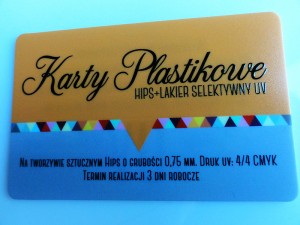 Karty Plastikowe
HIPS+LAKIER SELEKTYWNY UV
Na tworzywie sztucznym Hips o grubości 0,75 mm. Druk uv: 4/4 CMYK
Termin realizacji 3 dni robocze